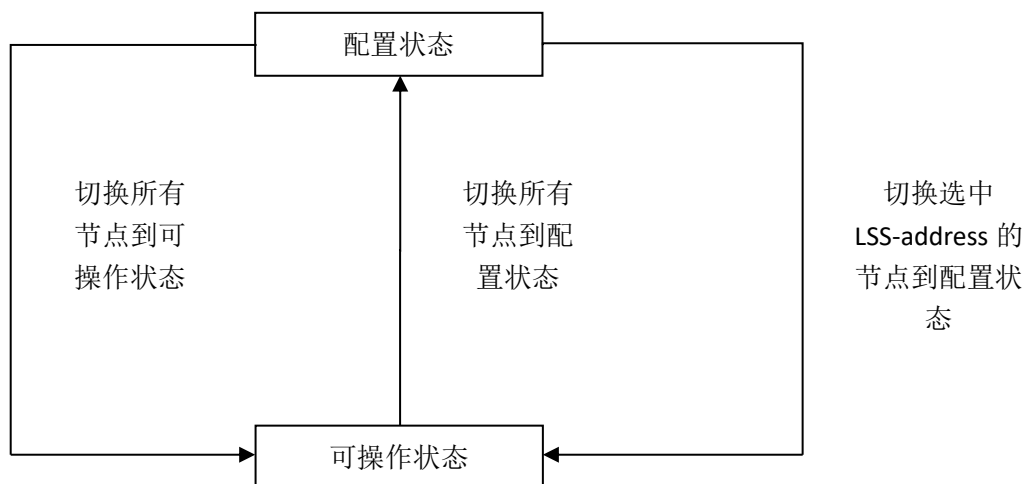 配置状态
切换所有
节点到可
操作状态
切换所有
节点到配
置状态
切换选中
LSS-address 的
节点到配置状
态
可操作状态